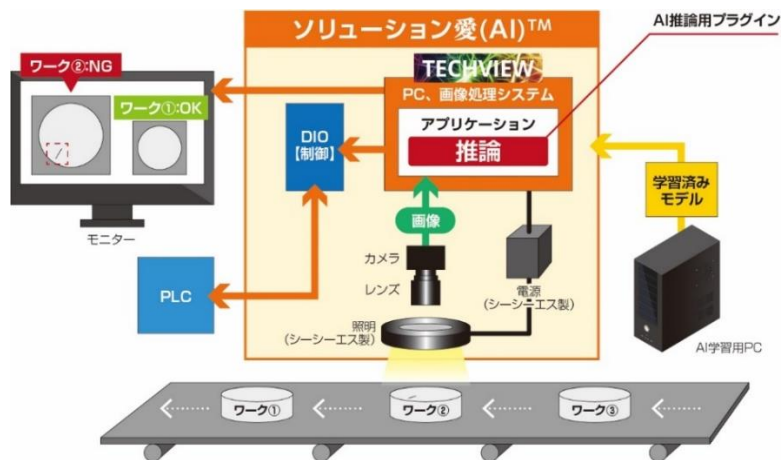 ソリューション愛(AI)™
AI推論用プラグイン
ワーク②:NG
ワーク①:OK
TECHVIEW
PC、画像処理システム
アプリケーション
推論
DIO
【制御】
学習済み
モデル
画像
モニター
カメラ
レンズ
電源
(シーシーエス製)
PLC
照明
(シーシーエス製)
AI学習用PC
ワーク①
ワーク②
ワーク③